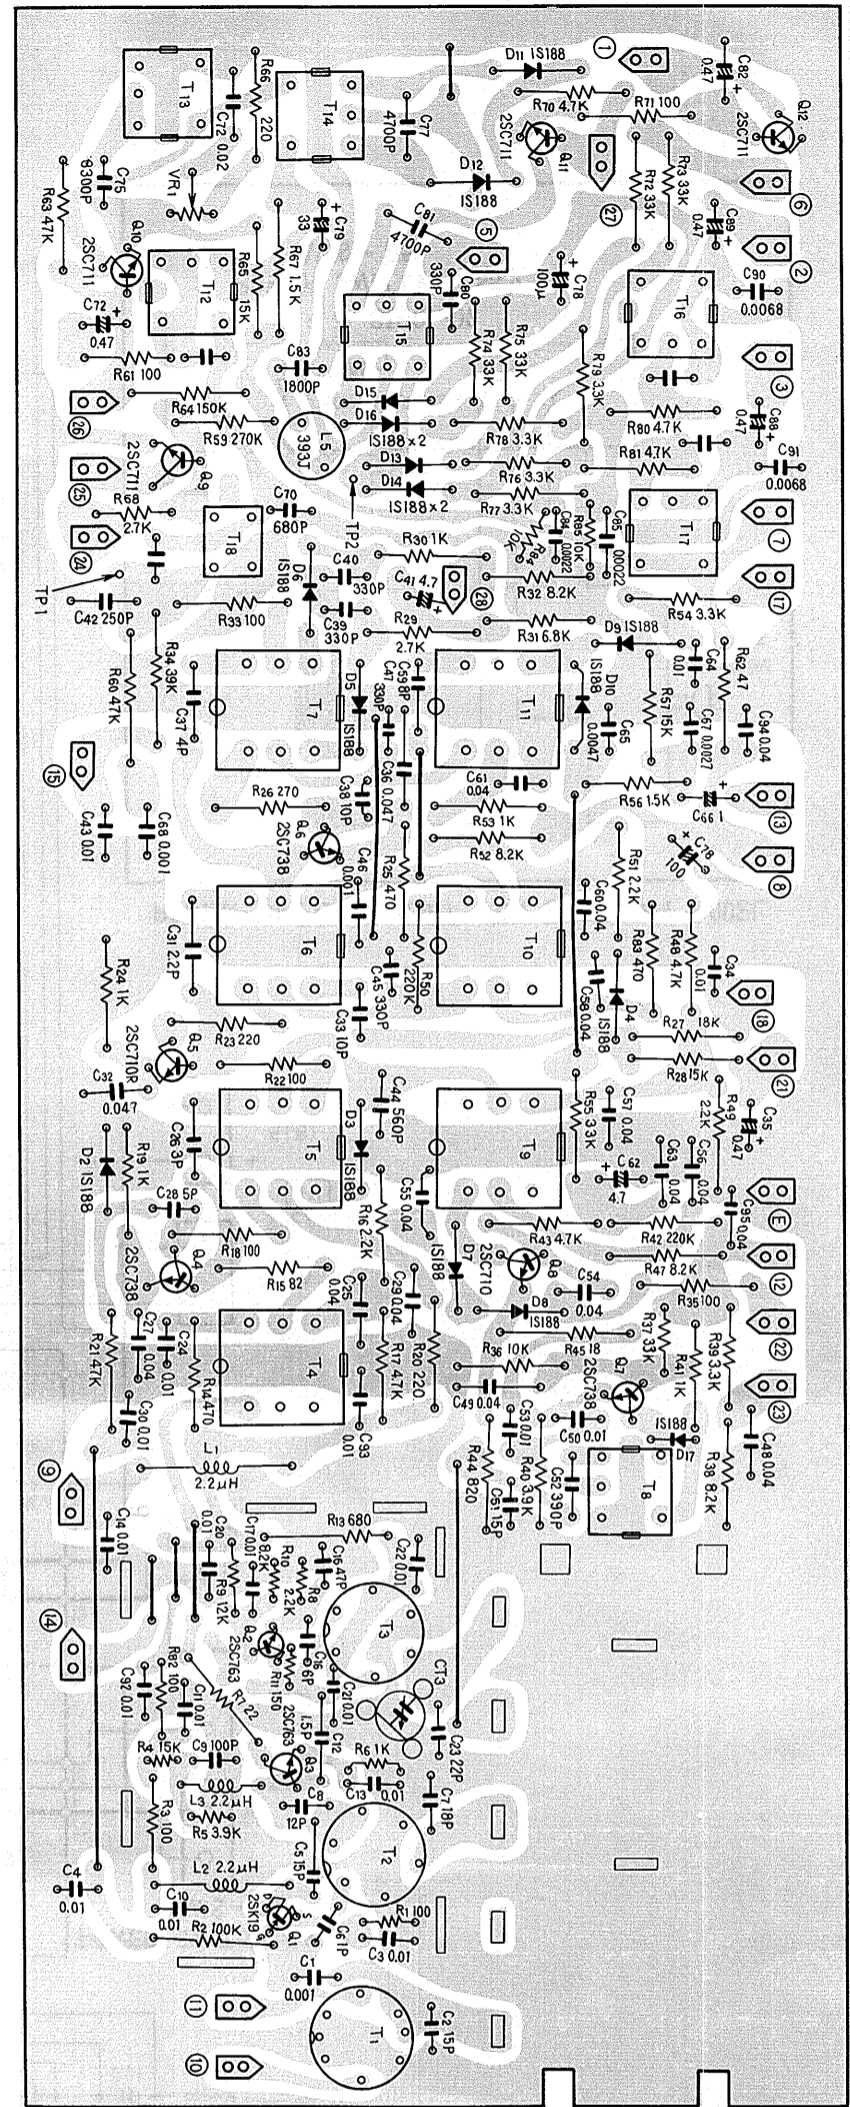 D11 IS188
1
C82
0.47
+
Q12
2SC711
R66
220
T13
C72 0.02
T14
C77
4700P
R70 4.7K
R71 100
2SC711
Q11
D12
IS188
27
R72 33K
R73 33K
6
R63 47K
C75
VR1
Q10
2SC711
C79
33
+
C81
4700P
5
C89
0.47
+
2
R65
15K
R67 1.5K
T12
C80
330P
C78
100μ
+
C90
0.0068
T16
C72
0.47
+
R61 100
C83
1800P
T15
R74 33K
R75 33K
R79 3.3K
3
26
R64 150K
R59 270K
D15
D16
IS188×2
L5
393J
R78 3.3K
R80 4.7K
C88
0.47
+
2SC711
Q9
25
D13
D14
IS188×2
R76 3.3K
R77 3.3K
R81 4.7K
C91
0.0068
R68
2.7K
24
C70
680P
TP2
T18
R84
10K
C84
0.0022
R85 10K
C85
.00022
T17
7
TP1
R30 1K
D6
IS188
C40
330P
C41 4.7
+
28
R32 8.2K
17
C42 250P
R33 100
C39
330P
R29
2.7K
R31 6.8K
R54 3.3K
D9 IS188
R60 47K
R34 39K
C37 4P
T7
D5
IS188
C47
330P
C59 8P
T11
D10
IS188
C65
0.0047
R57 15K
C64
0.01
C67 0.0027
R62 47
C94 0.04
15
C36 0.047
C38 10P
C61
0.04
R56 1.5K
C66 1
+
13
R26 270
R53 1K
R52 8.2K
C43 0.01
C68 0.001
Q6
2SC738
C46
0.001
R25 470
R51 2.2K
C78
100
+
8
C31 2.2P
T6
R50
220K
T10
C60 0.04
R83 470
R48 4.7K
C34
0.01
R24 1K
C45 330P
C58 0.04
D4
IS188
18
C33 10P
R23 220
R27 18K
2SC710R
Q5
R22 100
R28 15K
21
C32
0.047
C44 560P
R55 33K
C57 0.04
R49
2.2K
C35
0.47
+
D2 IS188
R19 1K
C26 3P
T5
D3
IS188
T9
C62
4.7
+
C63
0.04
C56
0.04
C28 5P
R16 2.2K
C55 0.04
C95 0.04
E
R18 100
R43 4.7K
R42 220K
2SC738
Q4
R15 82
IS188
D7
2SC710
Q8
R47 8.2K
12
C25
0.04
C29 0.04
C54
0.04
R35 100
D8
IS188
R21 47K
C27
0.04
C24
0.01
R14 470
T4
R17 4.7K
R20 220
R45 18
R37 33K
R41 1K
R39 3.3K
22
R36 10K
2SC738
Q7
C30 0.01
C93
0.01
C49 0.04
23
C53 0.01
C50 0.01
IS188
D17
C48 0.04
L1
2.2μH
R44 820
R40 3.9K
C52 390P
T8
R38 8.2K
9
C51 15P
R13 680
C14 0.01
C20
0.01
R9 12K
C17 0.01
8.2K
R10
R8
2.2K
C16 47P
C22 0.01
14
T3
Q2
2SC763
C16
6P
R11 150
C21 0.01
CT3
C92 0.01
R82 100
C11 0.01
R7 22
2SC763
Q3
1.5P
C12
C23 22P
R4 15K
C9 100P
R6 1K
C13
0.01
L3 2.2μH
R5 3.9K
C8
12P
C7 18P
R3 100
T2
C4
0.01
L2 2.2μH
C5 15P
C10
0.01
2SK19
D
S
G
Q1
C6 1P
R1 100
C3 0.01
R2 100K
C1
0.001
11
T1
C2 15P
10